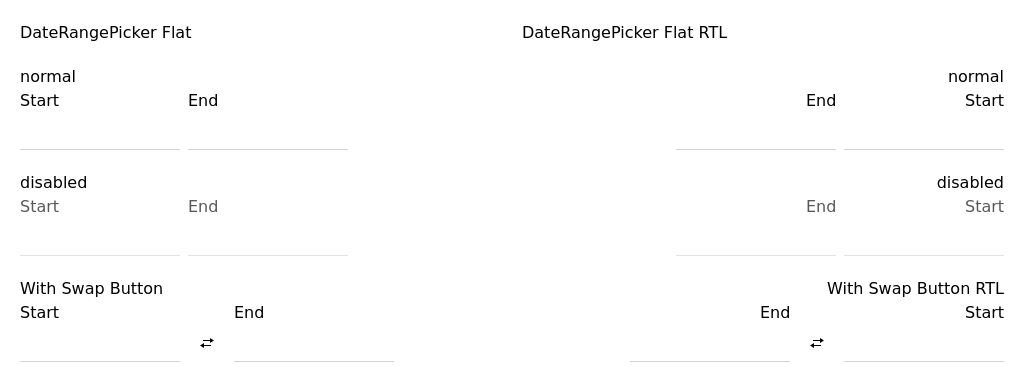 DateRangePicker Flat
normal
Start End
disabled
Start End
With Swap Button
Start End
DateRangePicker Flat RTL
normal
End Start
disabled
End Start
With Swap Button RTL
End Start